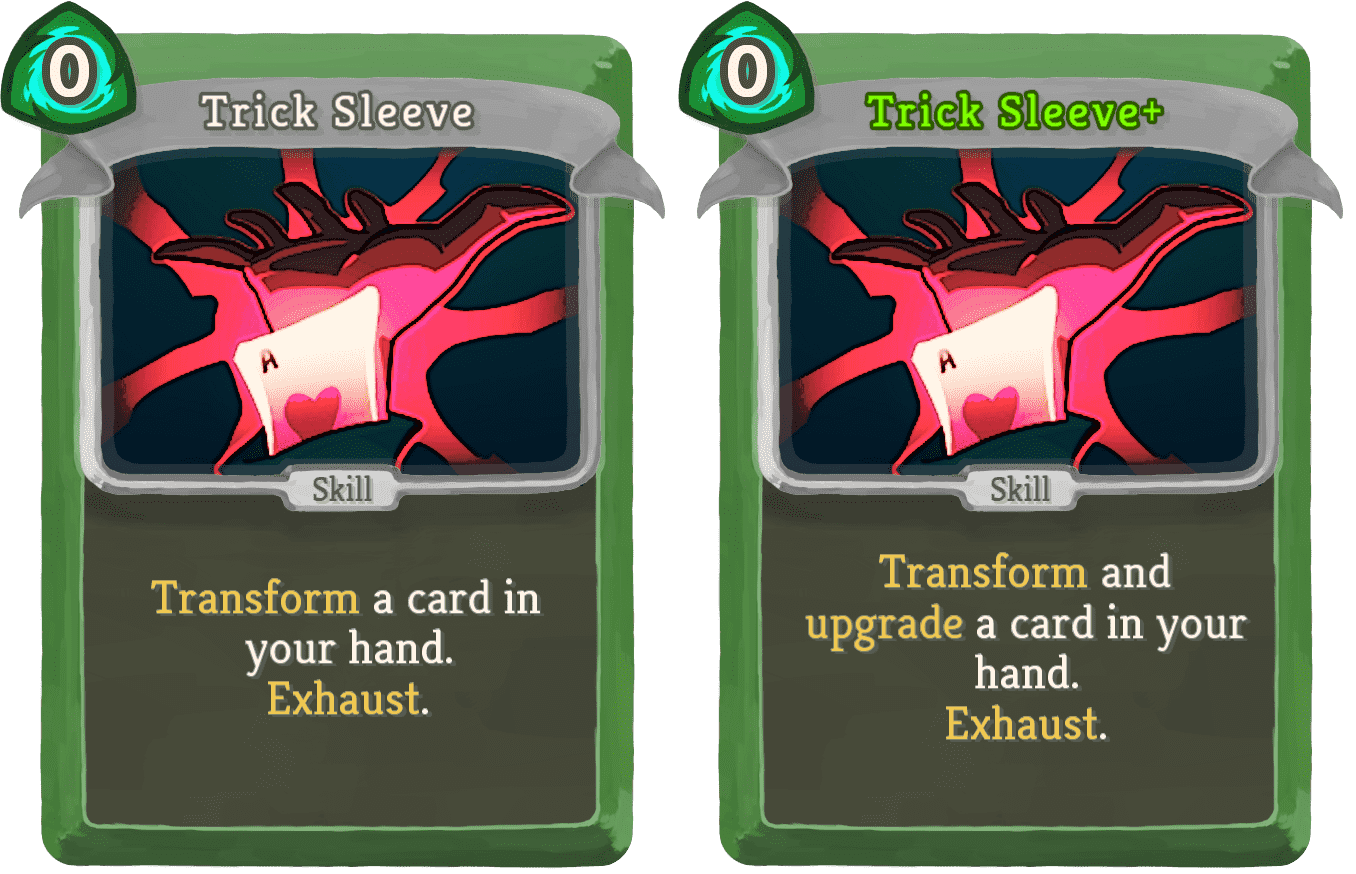 0
Trick Sleeve
A
Skill
Transform a card in
your hand.
Exhaust.
0
Trick Sleeve+
A
Skill
Transform and
upgrade a card in your
hand.
Exhaust.